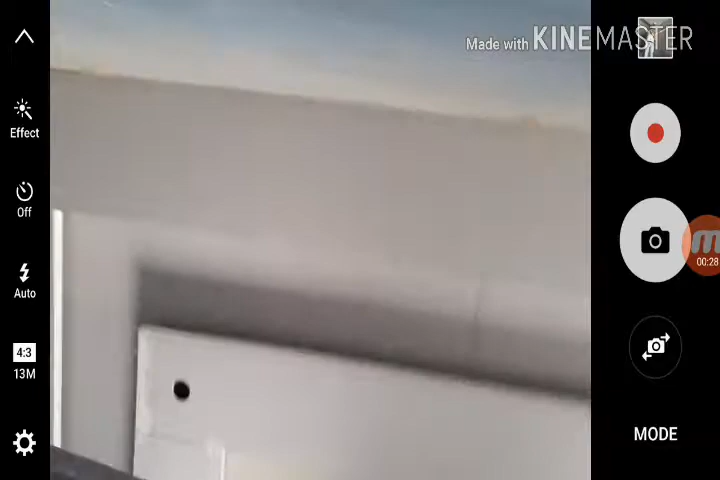 Made with KINEMASTER
Effect
Off
Auto
4:3
13M
00:28
MODE